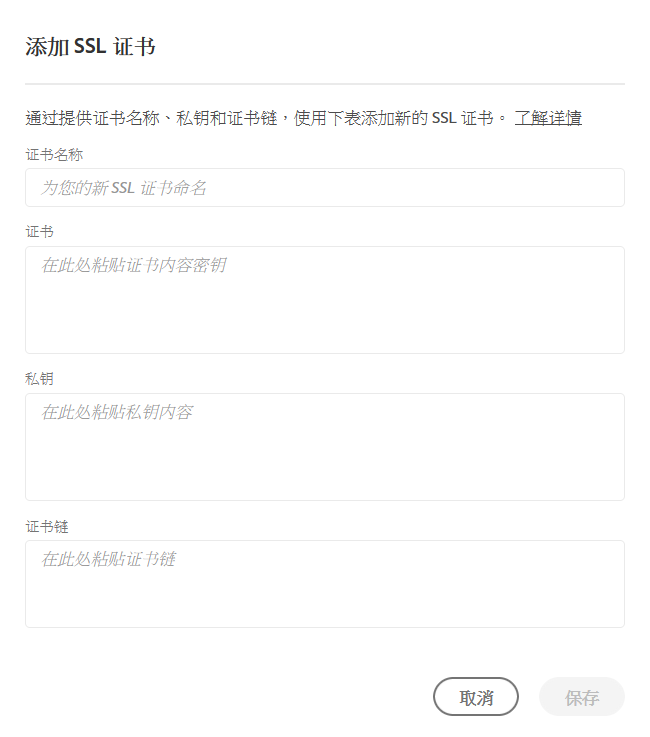 添加 SSL 证书
通过提供证书名称、私钥和证书链，使用下表添加新的 SSL 证书。 了解详情
证书名称
为您的新 SSL 证书命名
证书
在此处粘贴证书内容密钥
私钥
在此处粘贴私钥内容
证书链
在此处粘贴证书链
取消 保存